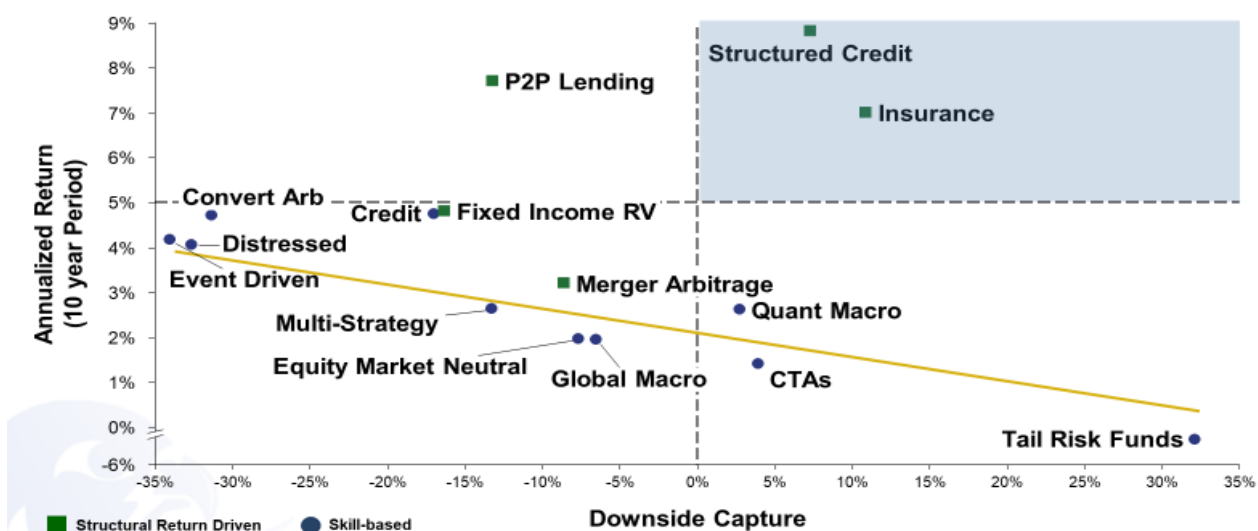 9%
8%
7%
6%
5%
4%
3%
2%
1%
0%
-6%
Annualized Return
(10 year Period)
Structured Credit
P2P Lending
Insurance
Convert Arb
Credit
Fixed Income RV
Distressed
Event Driven
Merger Arbitrage
Multi-Strategy
Quant Macro
Equity Market Neutral
Global Macro
CTAs
Tail Risk Funds
-35%
-30%
-25%
-20%
-15%
-10%
-5%
0%
5%
10%
15%
20%
25%
30%
35%
Downside Capture
Structural Return Driven
Skill-based